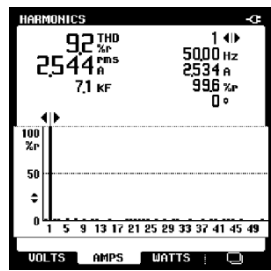 HARMONICS
9.2 THD %r
2.544 rms A
7.1 KF
1
50.00 Hz
2.534 A
99.6 %r
0 °
100
%r
50
0
1 5 9 13 17 21 25 29 33 37 41 45 49
VOLTS AMPS WATTS